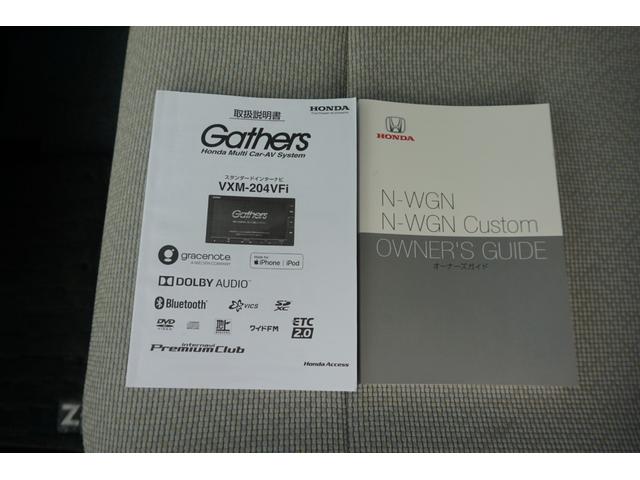 取扱説明書
HONDA
Gathers
Honda Multi Car-AV System
スタンダードインターナビ
VXM-204VFi
Gathers
gracenote.
A NIELSEN COMPANY
Made for
iPhone | iPod
DOLBY AUDIO
Bluetooth
VICS
SD XC
DVD
VIDEO
ワイドFM
ETC
2.0
internavi
PremiumClub
Honda Access
HONDA
N-WGN
N-WGN Custom
OWNER'S GUIDE
オーナーズガイド